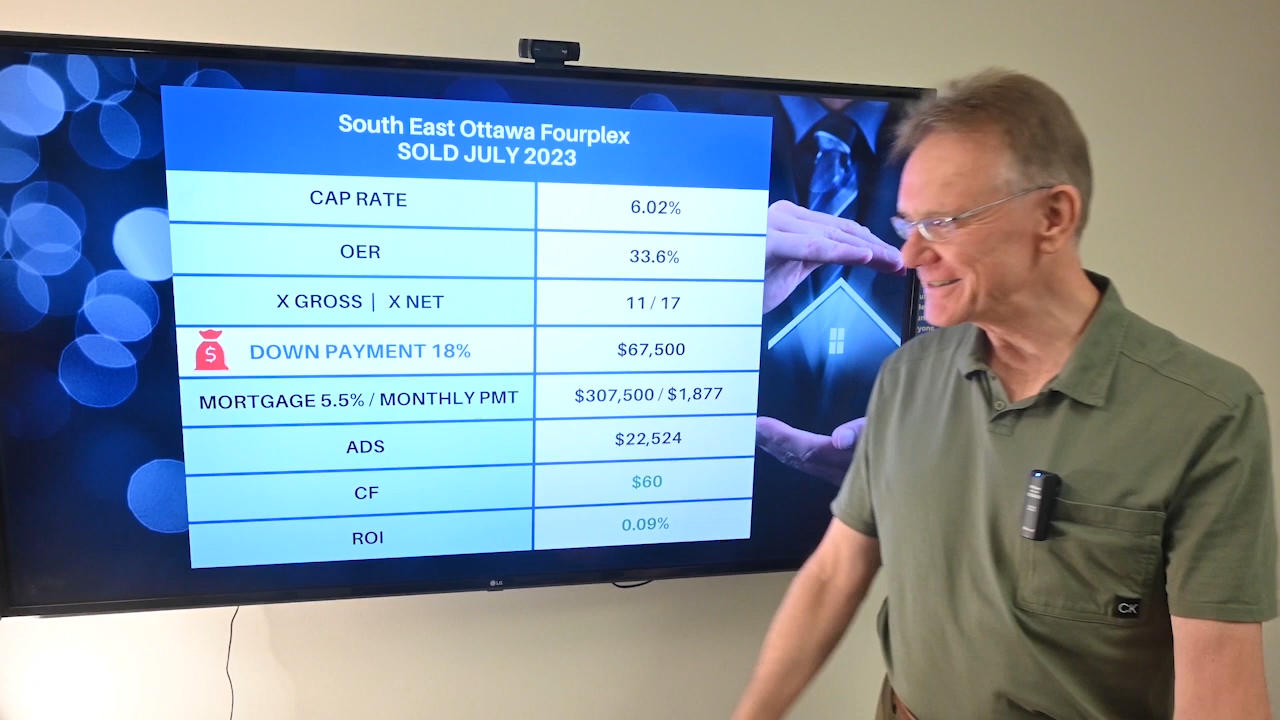 South East Ottawa Fourplex
SOLD JULY 2023
CAP RATE 6.02%
OER 33.6%
X GROSS | X NET 11 / 17
$ DOWN PAYMENT 18% $67,500
MORTGAGE 5.5% / MONTHLY PMT $307,500 / $1,877
ADS $22,524
CF $60
ROI 0.09%
LG
CK